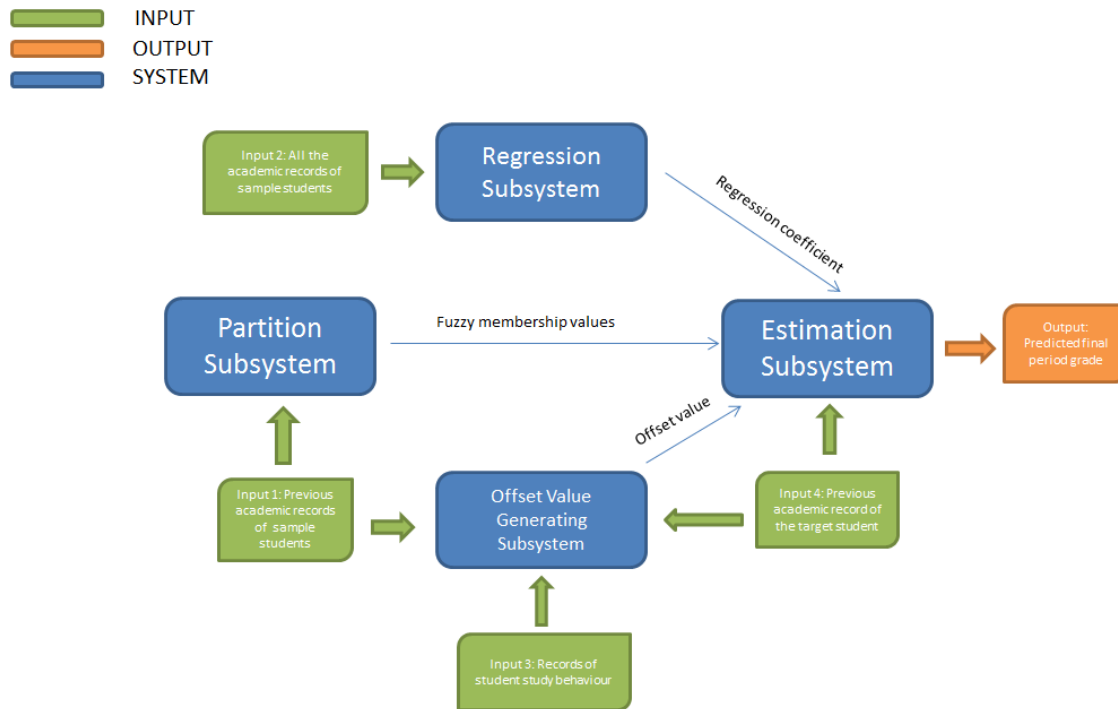 INPUT
OUTPUT
SYSTEM
Input 2: All the
academic records of
sample students
Regression
Subsystem
Regression coefficient
Partition
Subsystem
Fuzzy membership values
Estimation
Subsystem
Output:
Predicted final
period grade
Offset value
Input 1: Previous
academic records
of sample
students
Offset Value
Generating
Subsystem
Input 4: Previous
academic record of
the target student
Input 3: Records of
student study behaviour